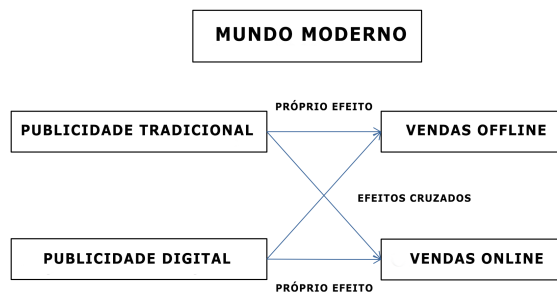 MUNDO MODERNO
PRÓPRIO EFEITO
PUBLICIDADE TRADICIONAL
VENDAS OFFLINE
EFEITOS CRUZADOS
PUBLICIDADE DIGITAL
VENDAS ONLINE
PRÓPRIO EFEITO